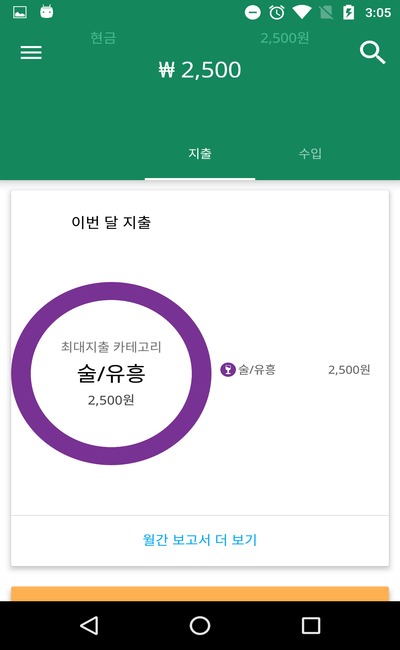 3:05
현금 2,500원
₩ 2,500
지출 수입
이번 달 지출
최대지출 카테고리
술/유흥
2,500원
술/유흥 2,500원
월간 보고서 더 보기